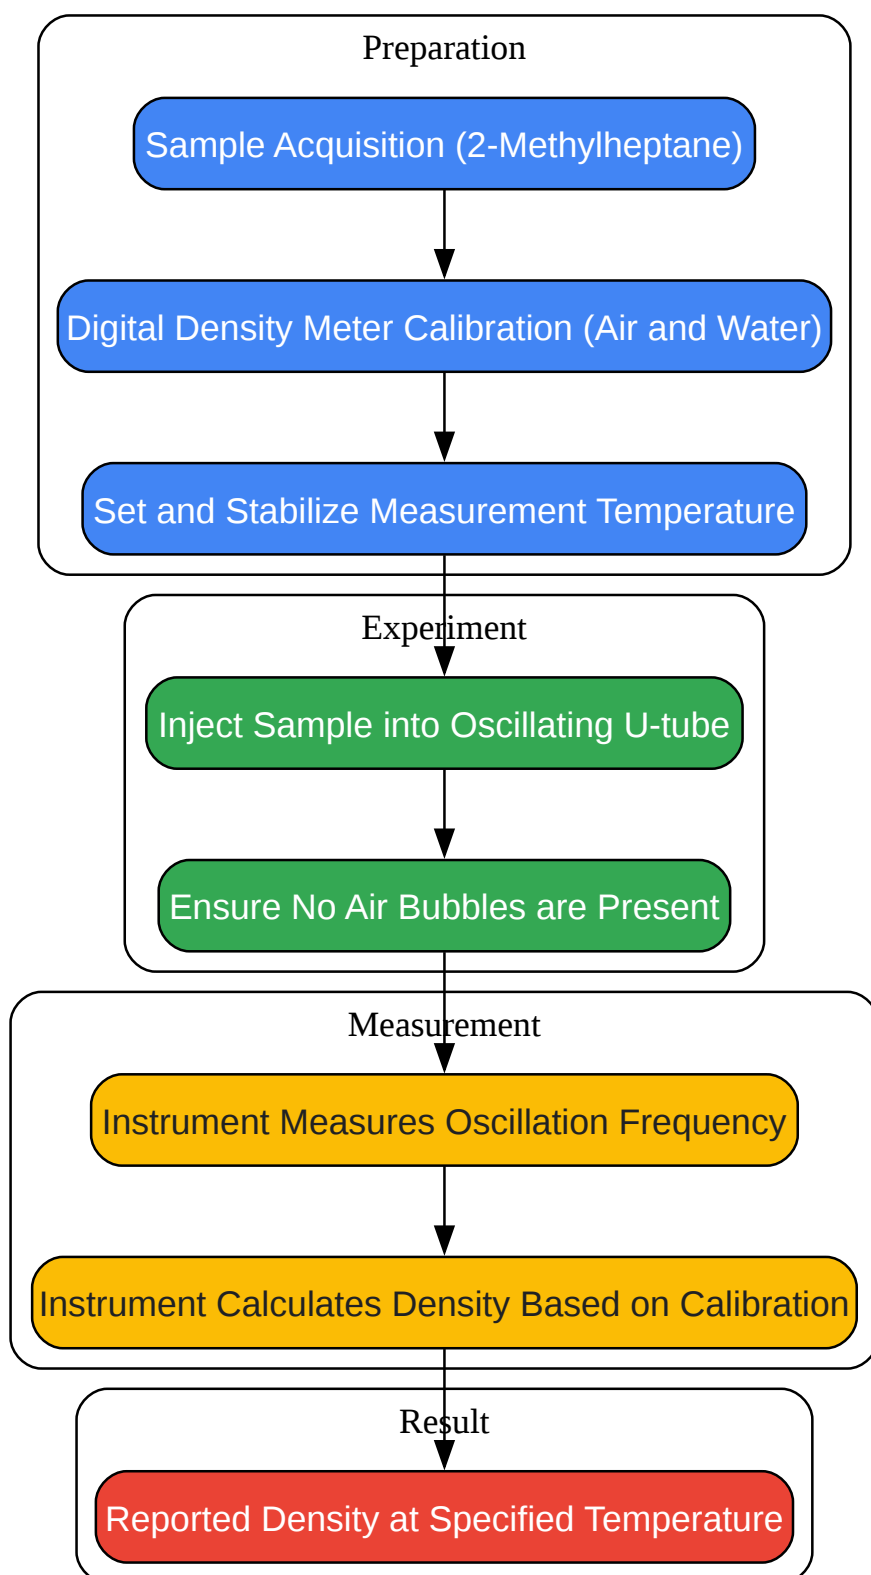 Preparation
Sample Acquisition (2-Methylheptane)
Digital Density Meter Calibration (Air and Water)
Set and Stabilize Measurement Temperature
Experiment
Inject Sample into Oscillating U-tube
Ensure No Air Bubbles are Present
Measurement
Instrument Measures Oscillation Frequency
Instrument Calculates Density Based on Calibration
Result
Reported Density at Specified Temperature